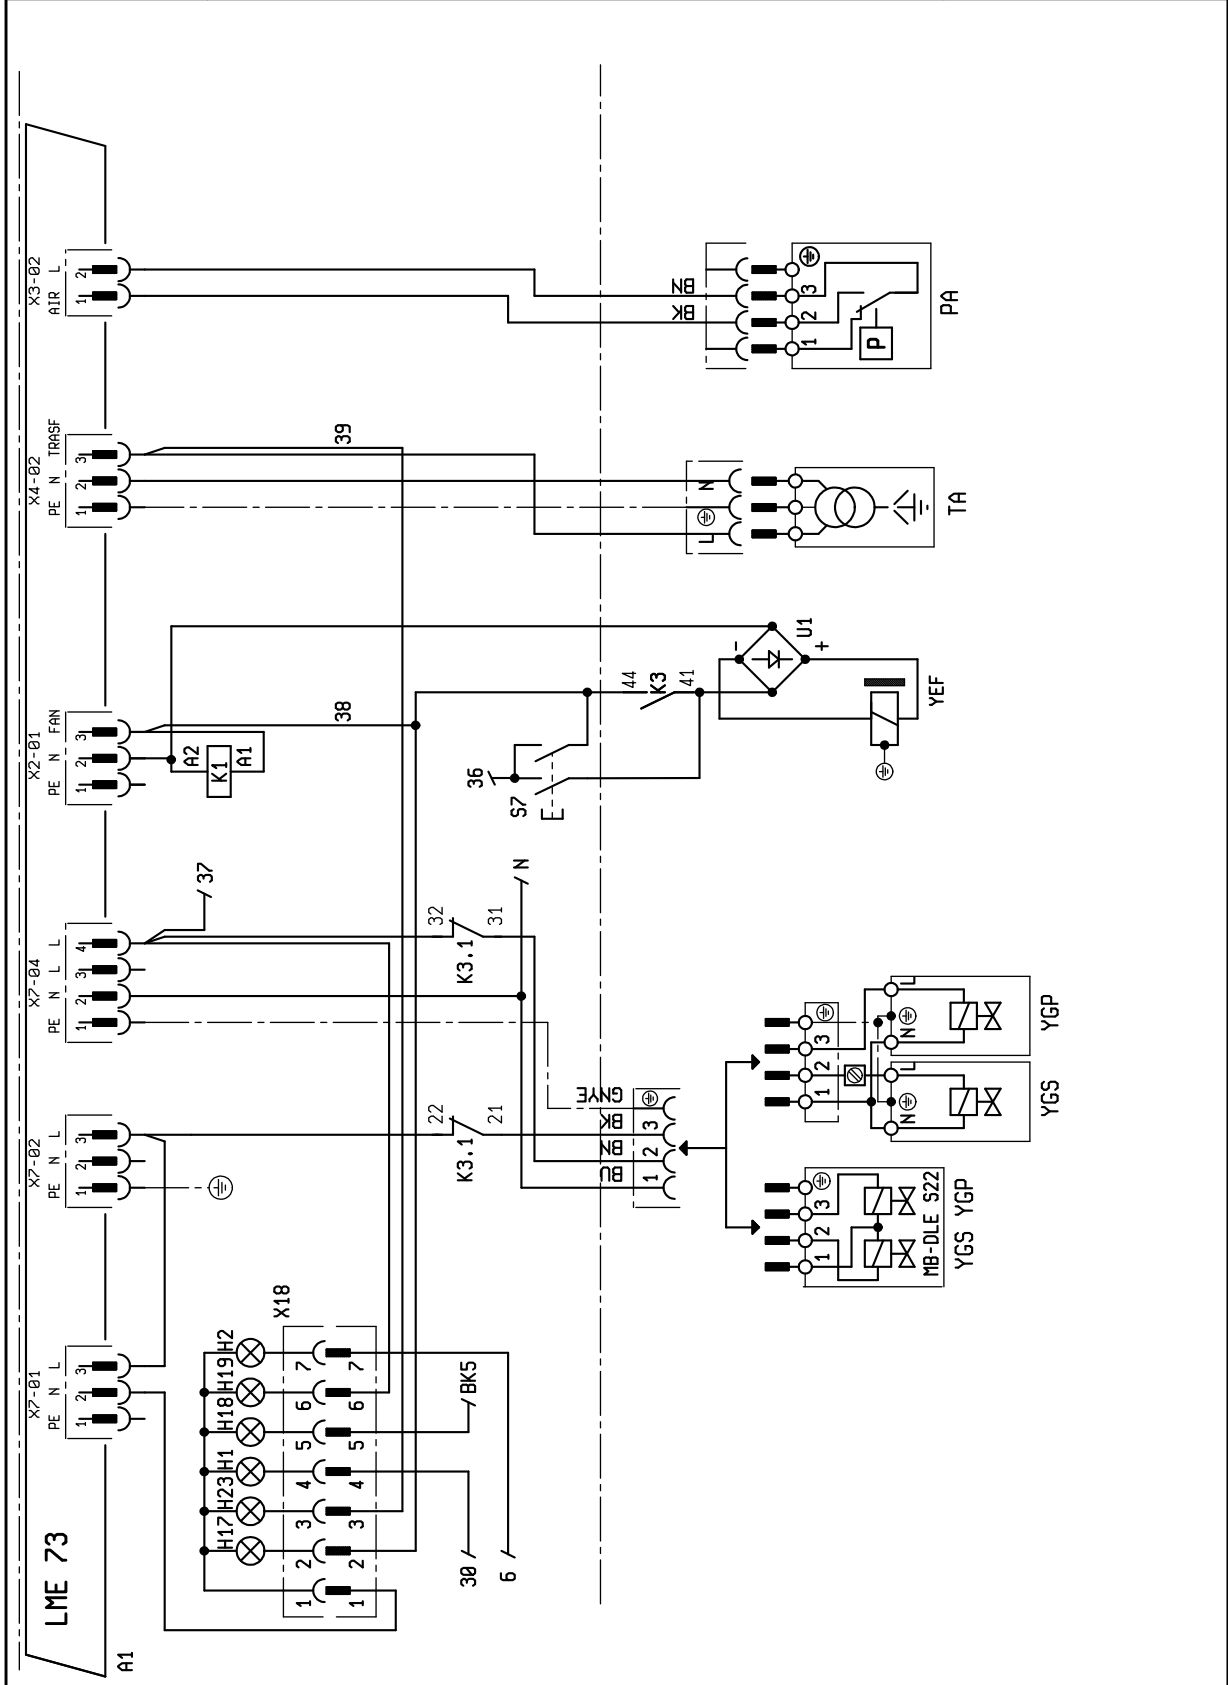 LME 73
A1
X7-01
PE N L
1 2 3
X7-02
PE N L
1 2 3
X7-04
PE N L L
1 2 3 4
X2-01
PE N FAN
1 2 3
X4-02
PE N TRASF
1 2 3
X3-02
AIR L
1 2
H17 H23 H1 H18 H19 H2
X18
1 2 3 4 5 6 7
1 2 3 4 5 6 7
30
6
BK5
37
A2
K1
A1
38
39
22
K3.1
21
32
K3.1
31
N
36
S7
44
K3
41
BU
BN
BK
GNYE
1 2 3
U1
-
+
YEF
L N
TA
BK
BN
1 2 3
P
PA
1 2 3
MB-DLE S22
YGS YGP
1 2 3
N L
YGS
N L
YGP